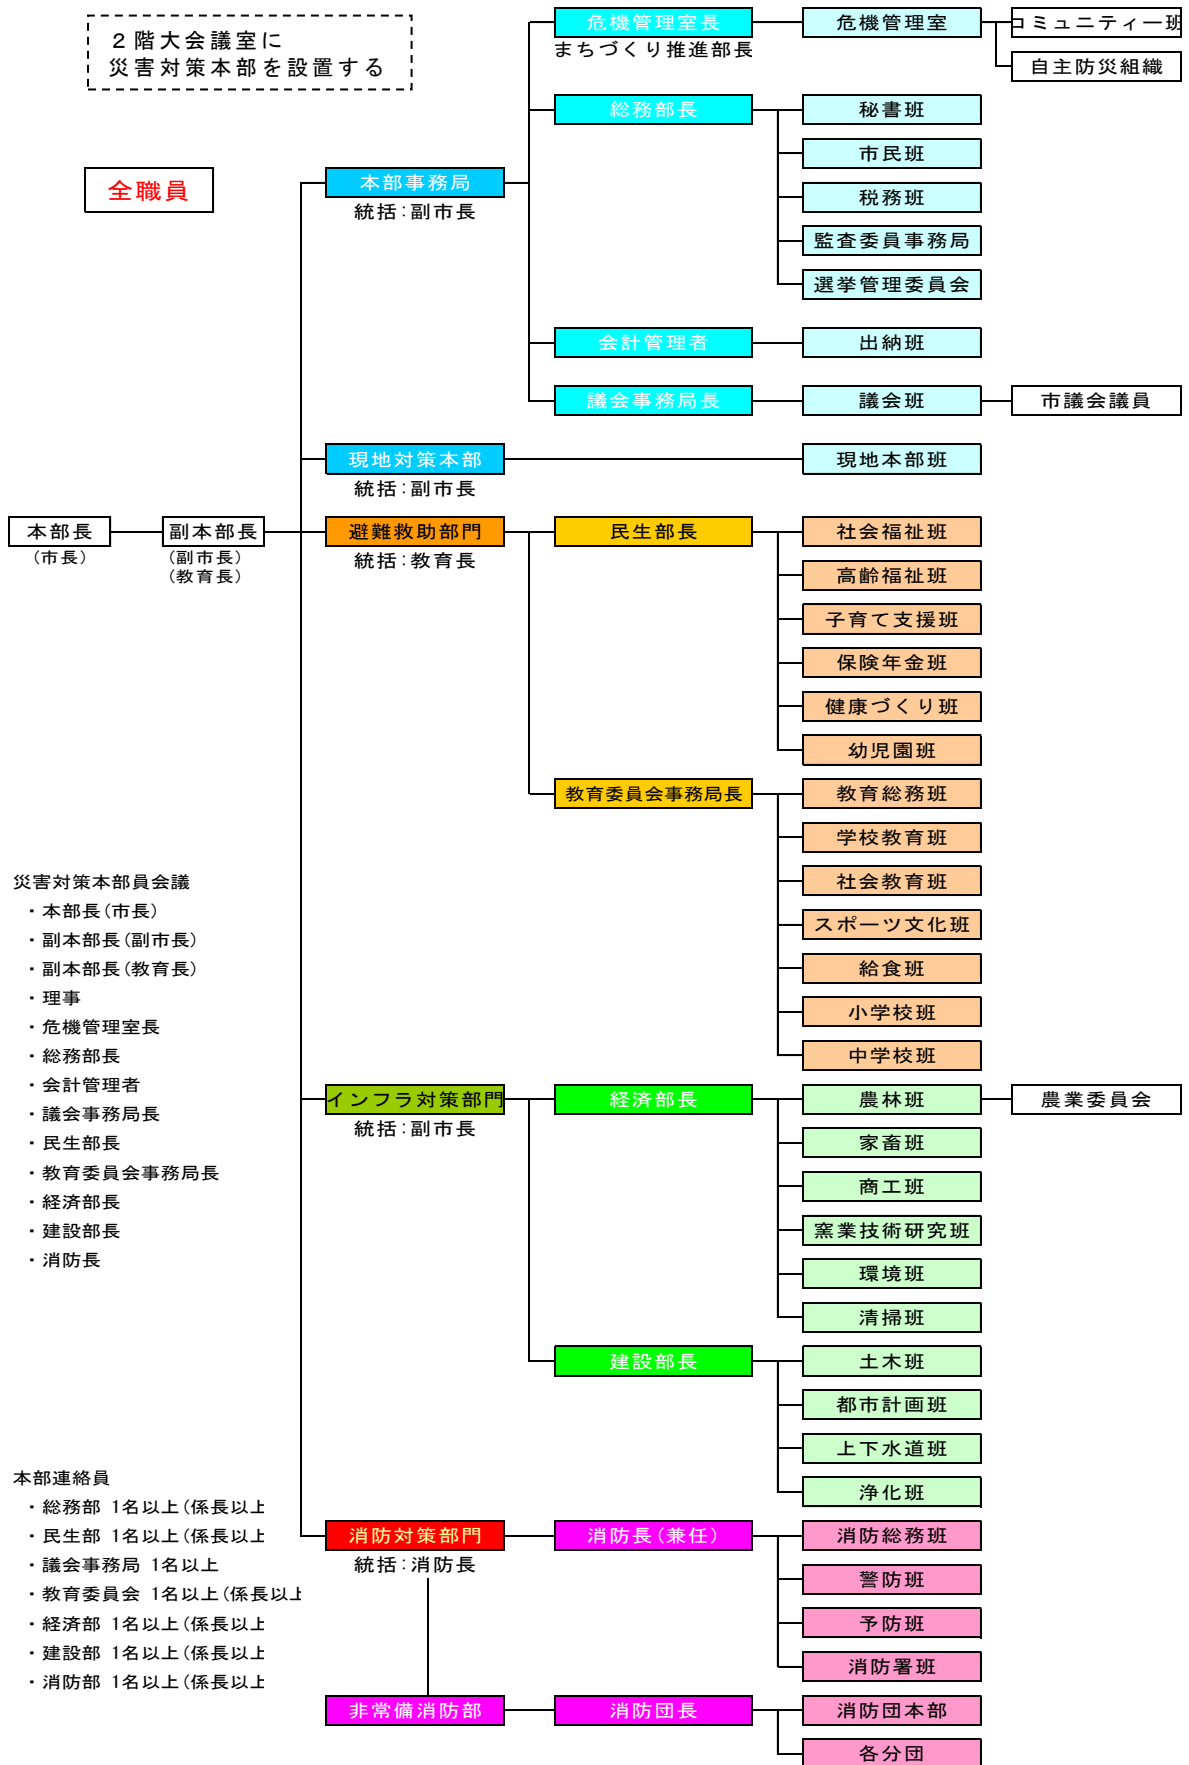 ２階大会議室に
災害対策本部を設置する
全職員
本部長
(市長)
副本部長
(副市長)
(教育長)
本部事務局
統括:副市長
危機管理室長
まちづくり推進部長
危機管理室
コミュニティー班
自主防災組織
総務部長
秘書班
市民班
税務班
監査委員事務局
選挙管理委員会
会計管理者
出納班
議会事務局長
議会班
市議会議員
現地対策本部
統括:副市長
現地本部班
避難救助部門
統括:教育長
民生部長
社会福祉班
高齢福祉班
子育て支援班
保険年金班
健康づくり班
幼児園班
教育委員会事務局長
教育総務班
学校教育班
社会教育班
スポーツ文化班
給食班
小学校班
中学校班
インフラ対策部門
統括:副市長
経済部長
農林班
農業委員会
家畜班
商工班
窯業技術研究班
環境班
清掃班
建設部長
土木班
都市計画班
上下水道班
浄化班
消防対策部門
統括:消防長
消防長(兼任)
消防総務班
警防班
予防班
消防署班
非常備消防部
消防団長
消防団本部
各分団
災害対策本部員会議
・本部長(市長)
・副本部長(副市長)
・副本部長(教育長)
・理事
・危機管理室長
・総務部長
・会計管理者
・議会事務局長
・民生部長
・教育委員会事務局長
・経済部長
・建設部長
・消防長
本部連絡員
・総務部 1名以上(係長以上
・民生部 1名以上(係長以上
・議会事務局 1名以上
・教育委員会 1名以上(係長以上
・経済部 1名以上(係長以上
・建設部 1名以上(係長以上
・消防部 1名以上(係長以上